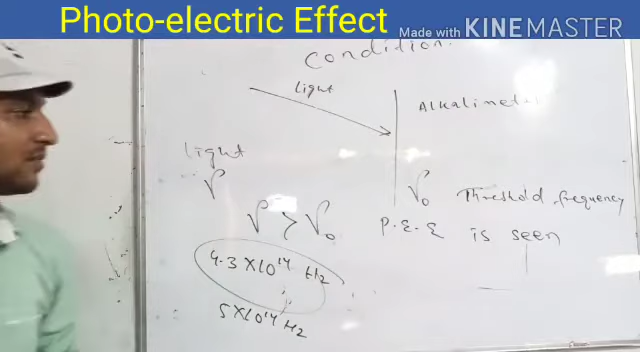 Photo-electric Effect
Made with KINEMASTER
Condition.
light
Alkalimetal
light
ν
ν₀ Threshold frequency
ν > ν₀ P.E.E is seen
4.3 X10¹⁴ Hz
5X10¹⁴ Hz